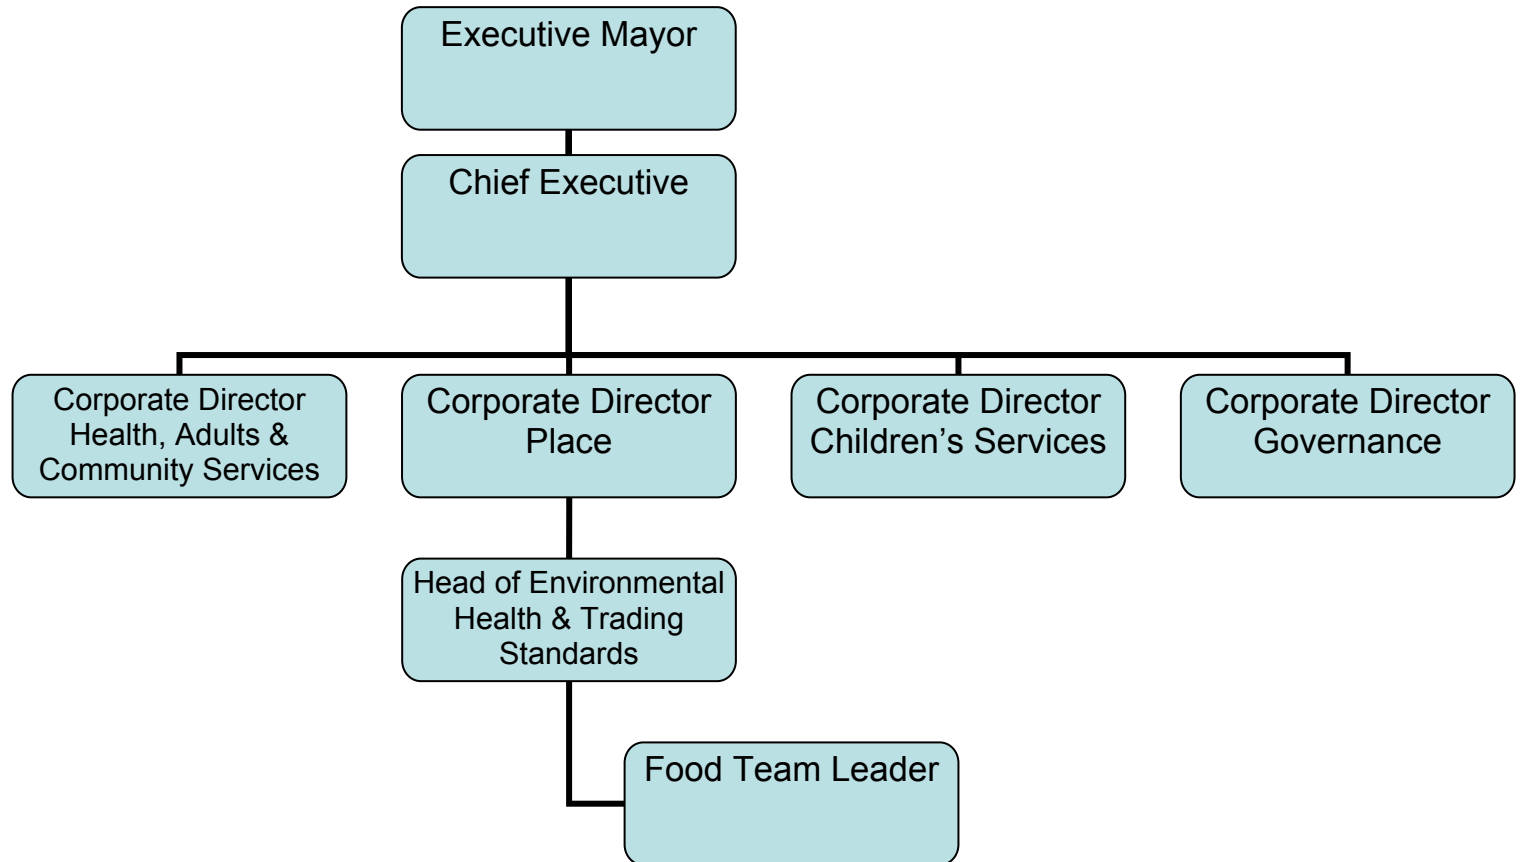 Executive Mayor
Chief Executive
Corporate Director
Health, Adults &
Community Services
Corporate Director
Place
Corporate Director
Children’s Services
Corporate Director
Governance
Head of Environmental
Health & Trading
Standards
Food Team Leader